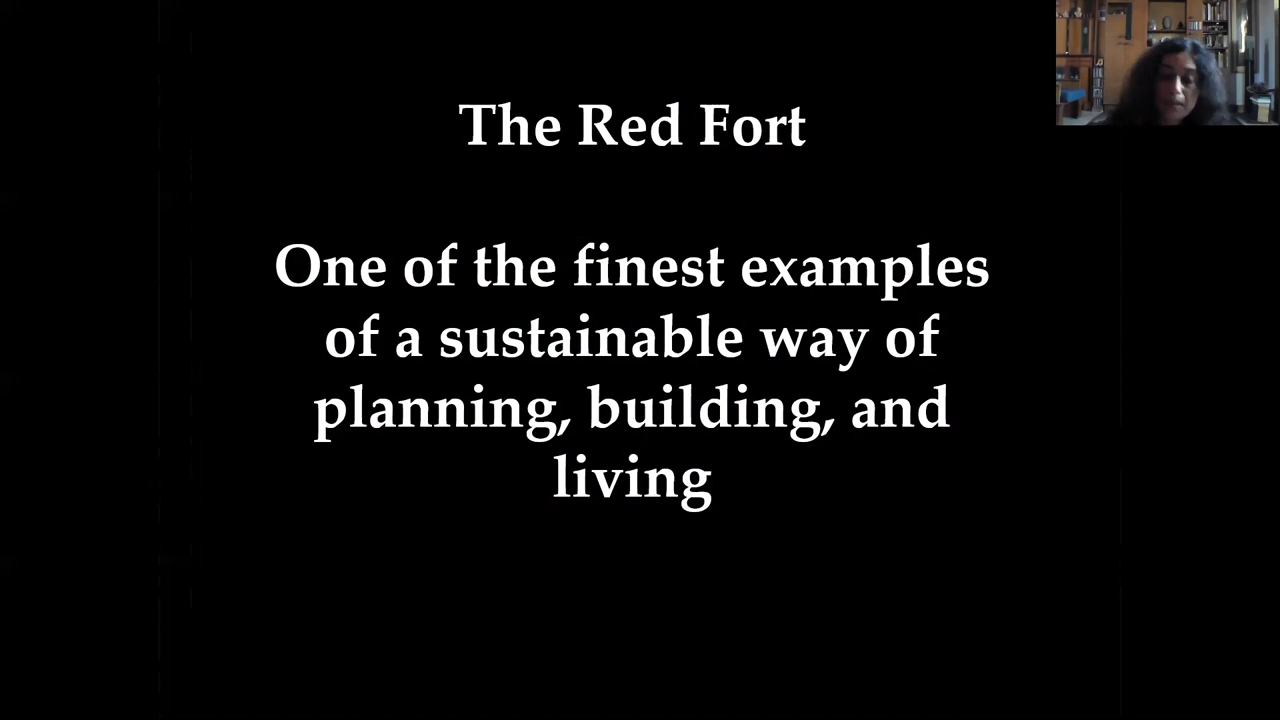 The Red Fort
One of the finest examples
of a sustainable way of
planning, building, and
living